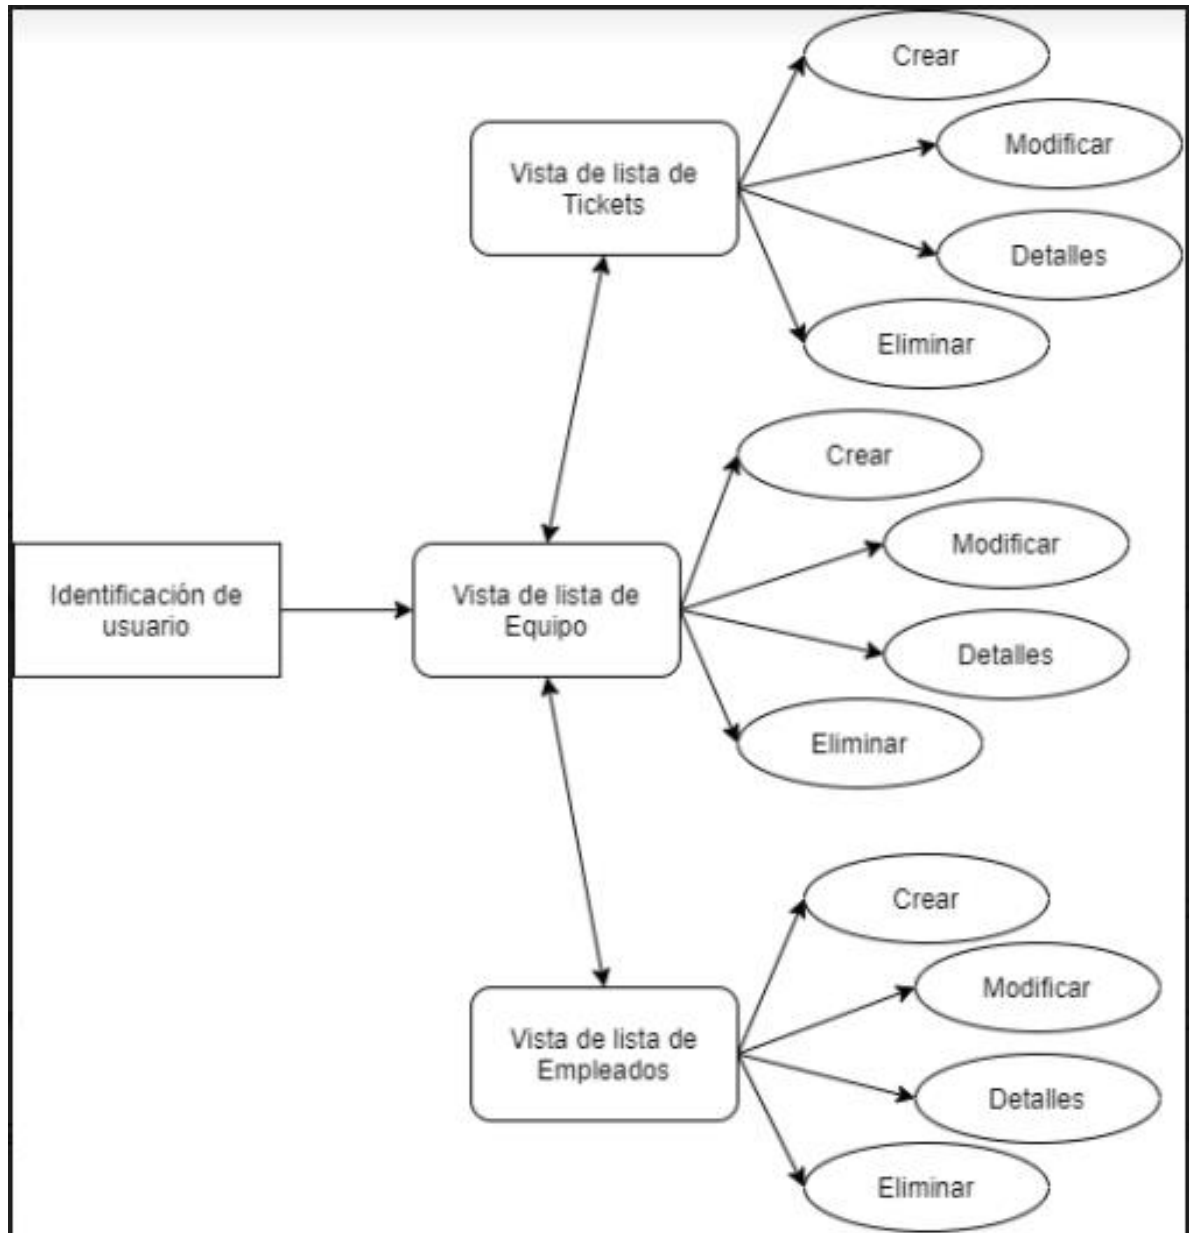 Crear
Modificar
Vista de lista de
Tickets
Detalles
Eliminar
Crear
Modificar
Identificación de
usuario
Vista de lista de
Equipo
Detalles
Eliminar
Crear
Modificar
Vista de lista de
Empleados
Detalles
Eliminar